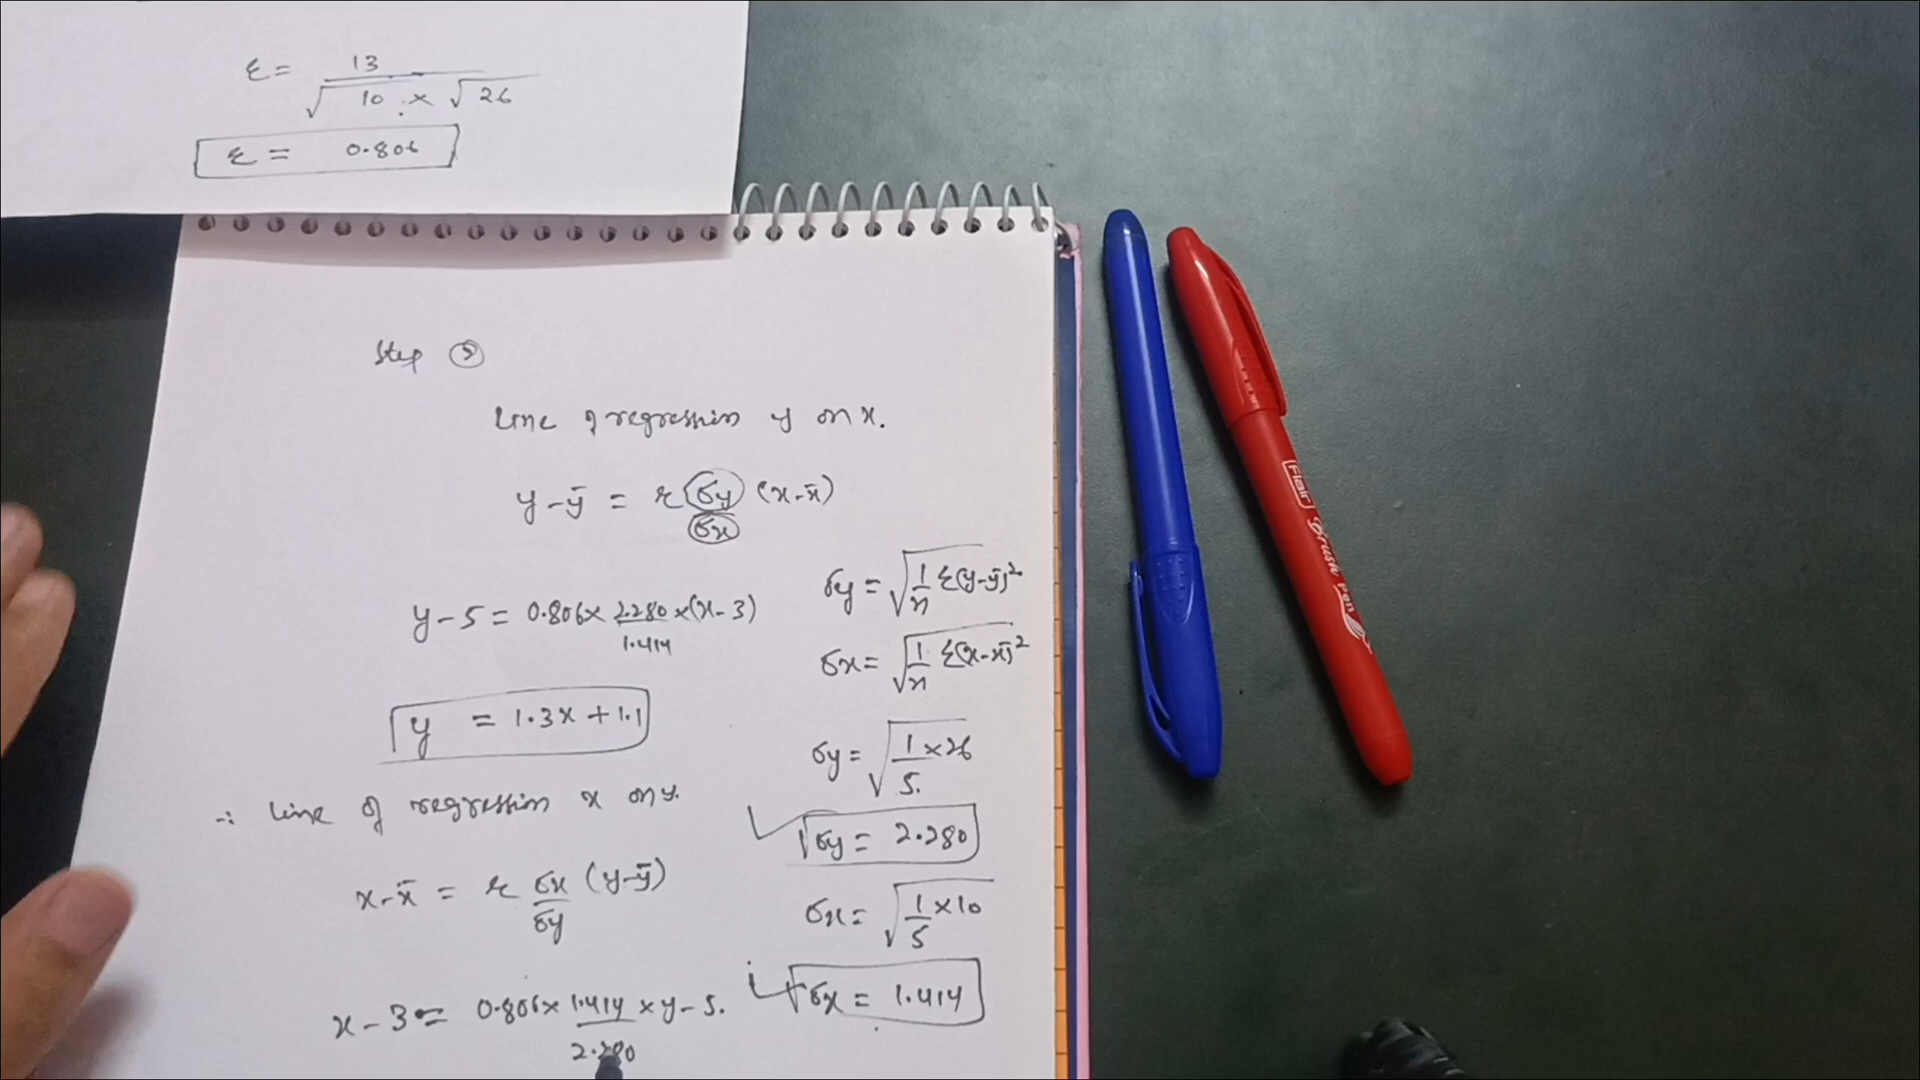 r = 13
√10 × √26
r = 0.806
Step ③
Line of regression y on x.
y - ȳ = r σy (x - x̄)
σx
σy = √1/n Σ(y-ȳ)²
y - 5 = 0.806 × 2.280 × (x - 3)
1.414
σx = √1/n Σ(x-x̄)²
y = 1.3x + 1.1
σy = √1/5 × 26
∴ Line of regression x on y.
σy = 2.280
x - x̄ = r σx (y - ȳ)
σy
σx = √1/5 × 10
x - 3 = 0.806 × 1.414 × y - 5.
2.280
σx = 1.414
Flair
Brush Pen